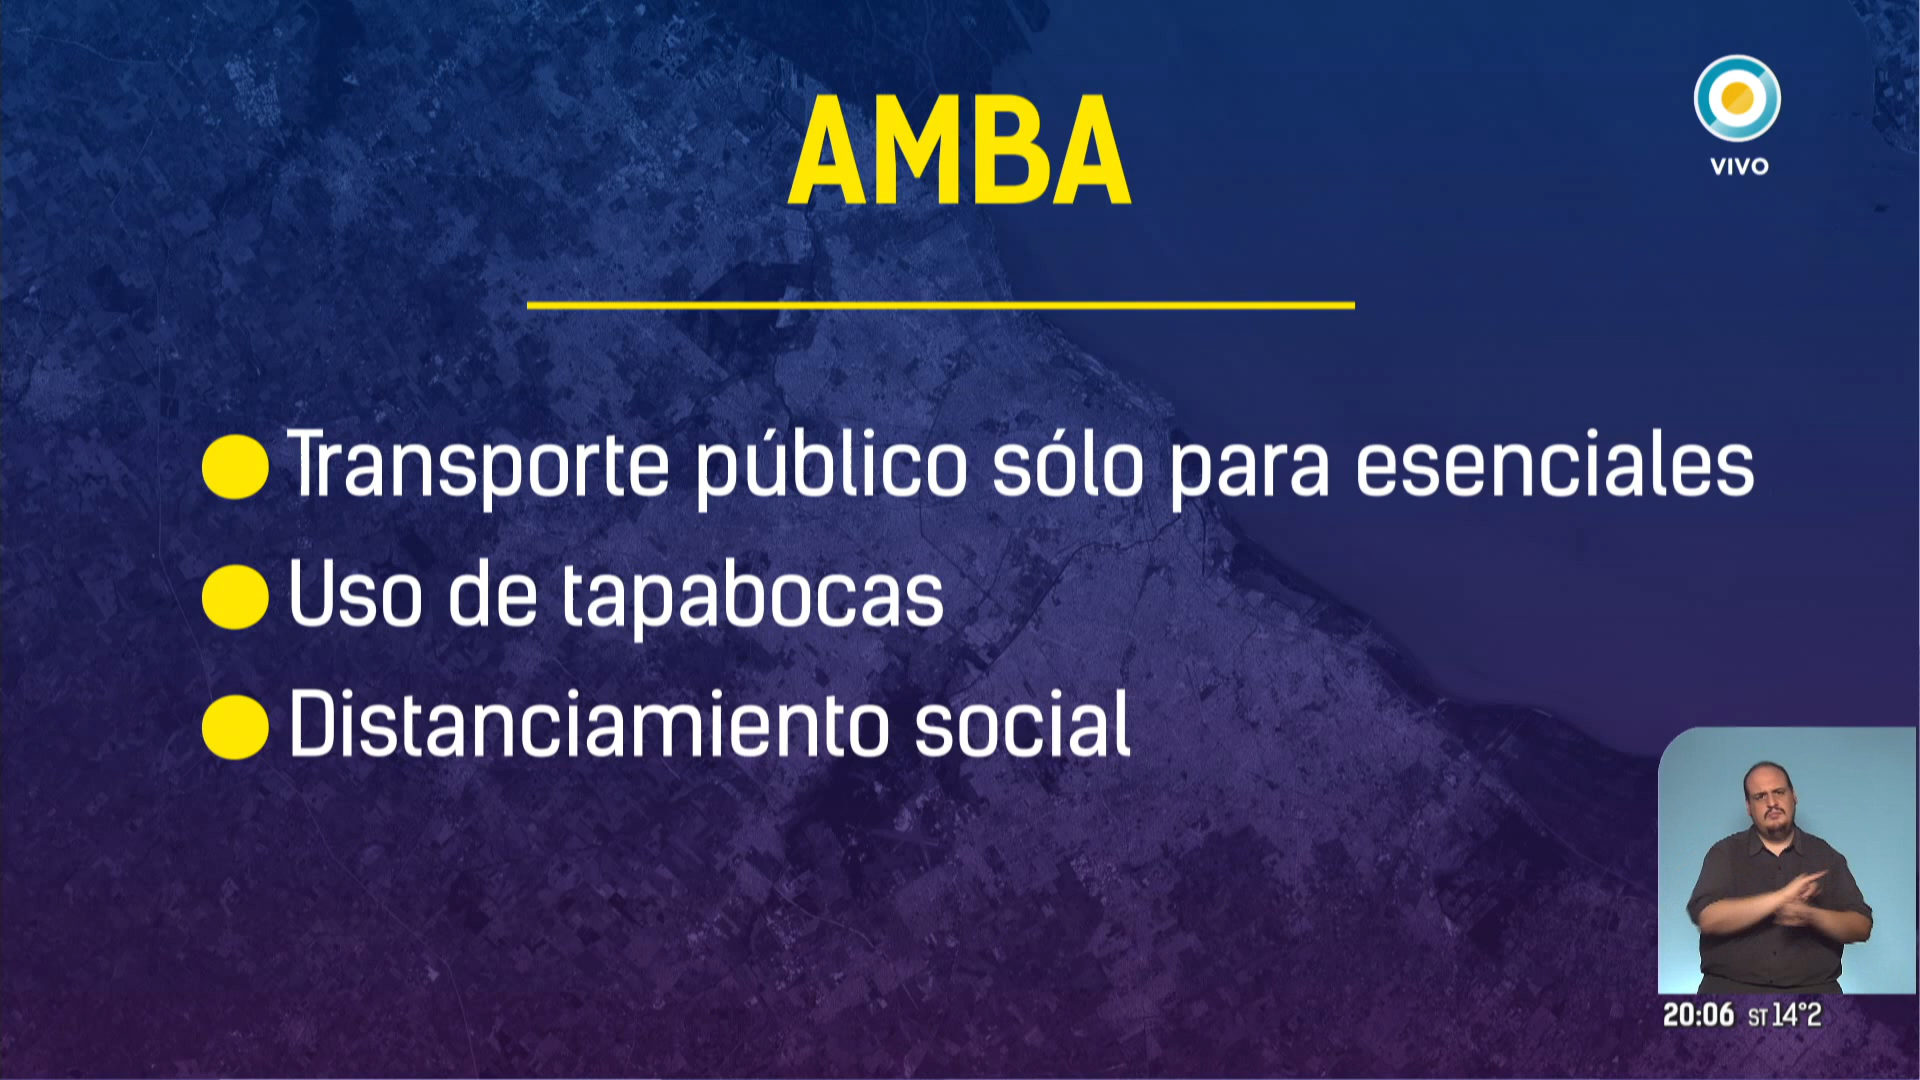 AMBA
VIVO
Transporte público sólo para esenciales
Uso de tapabocas
Distanciamiento social
20:06 ST 14°2